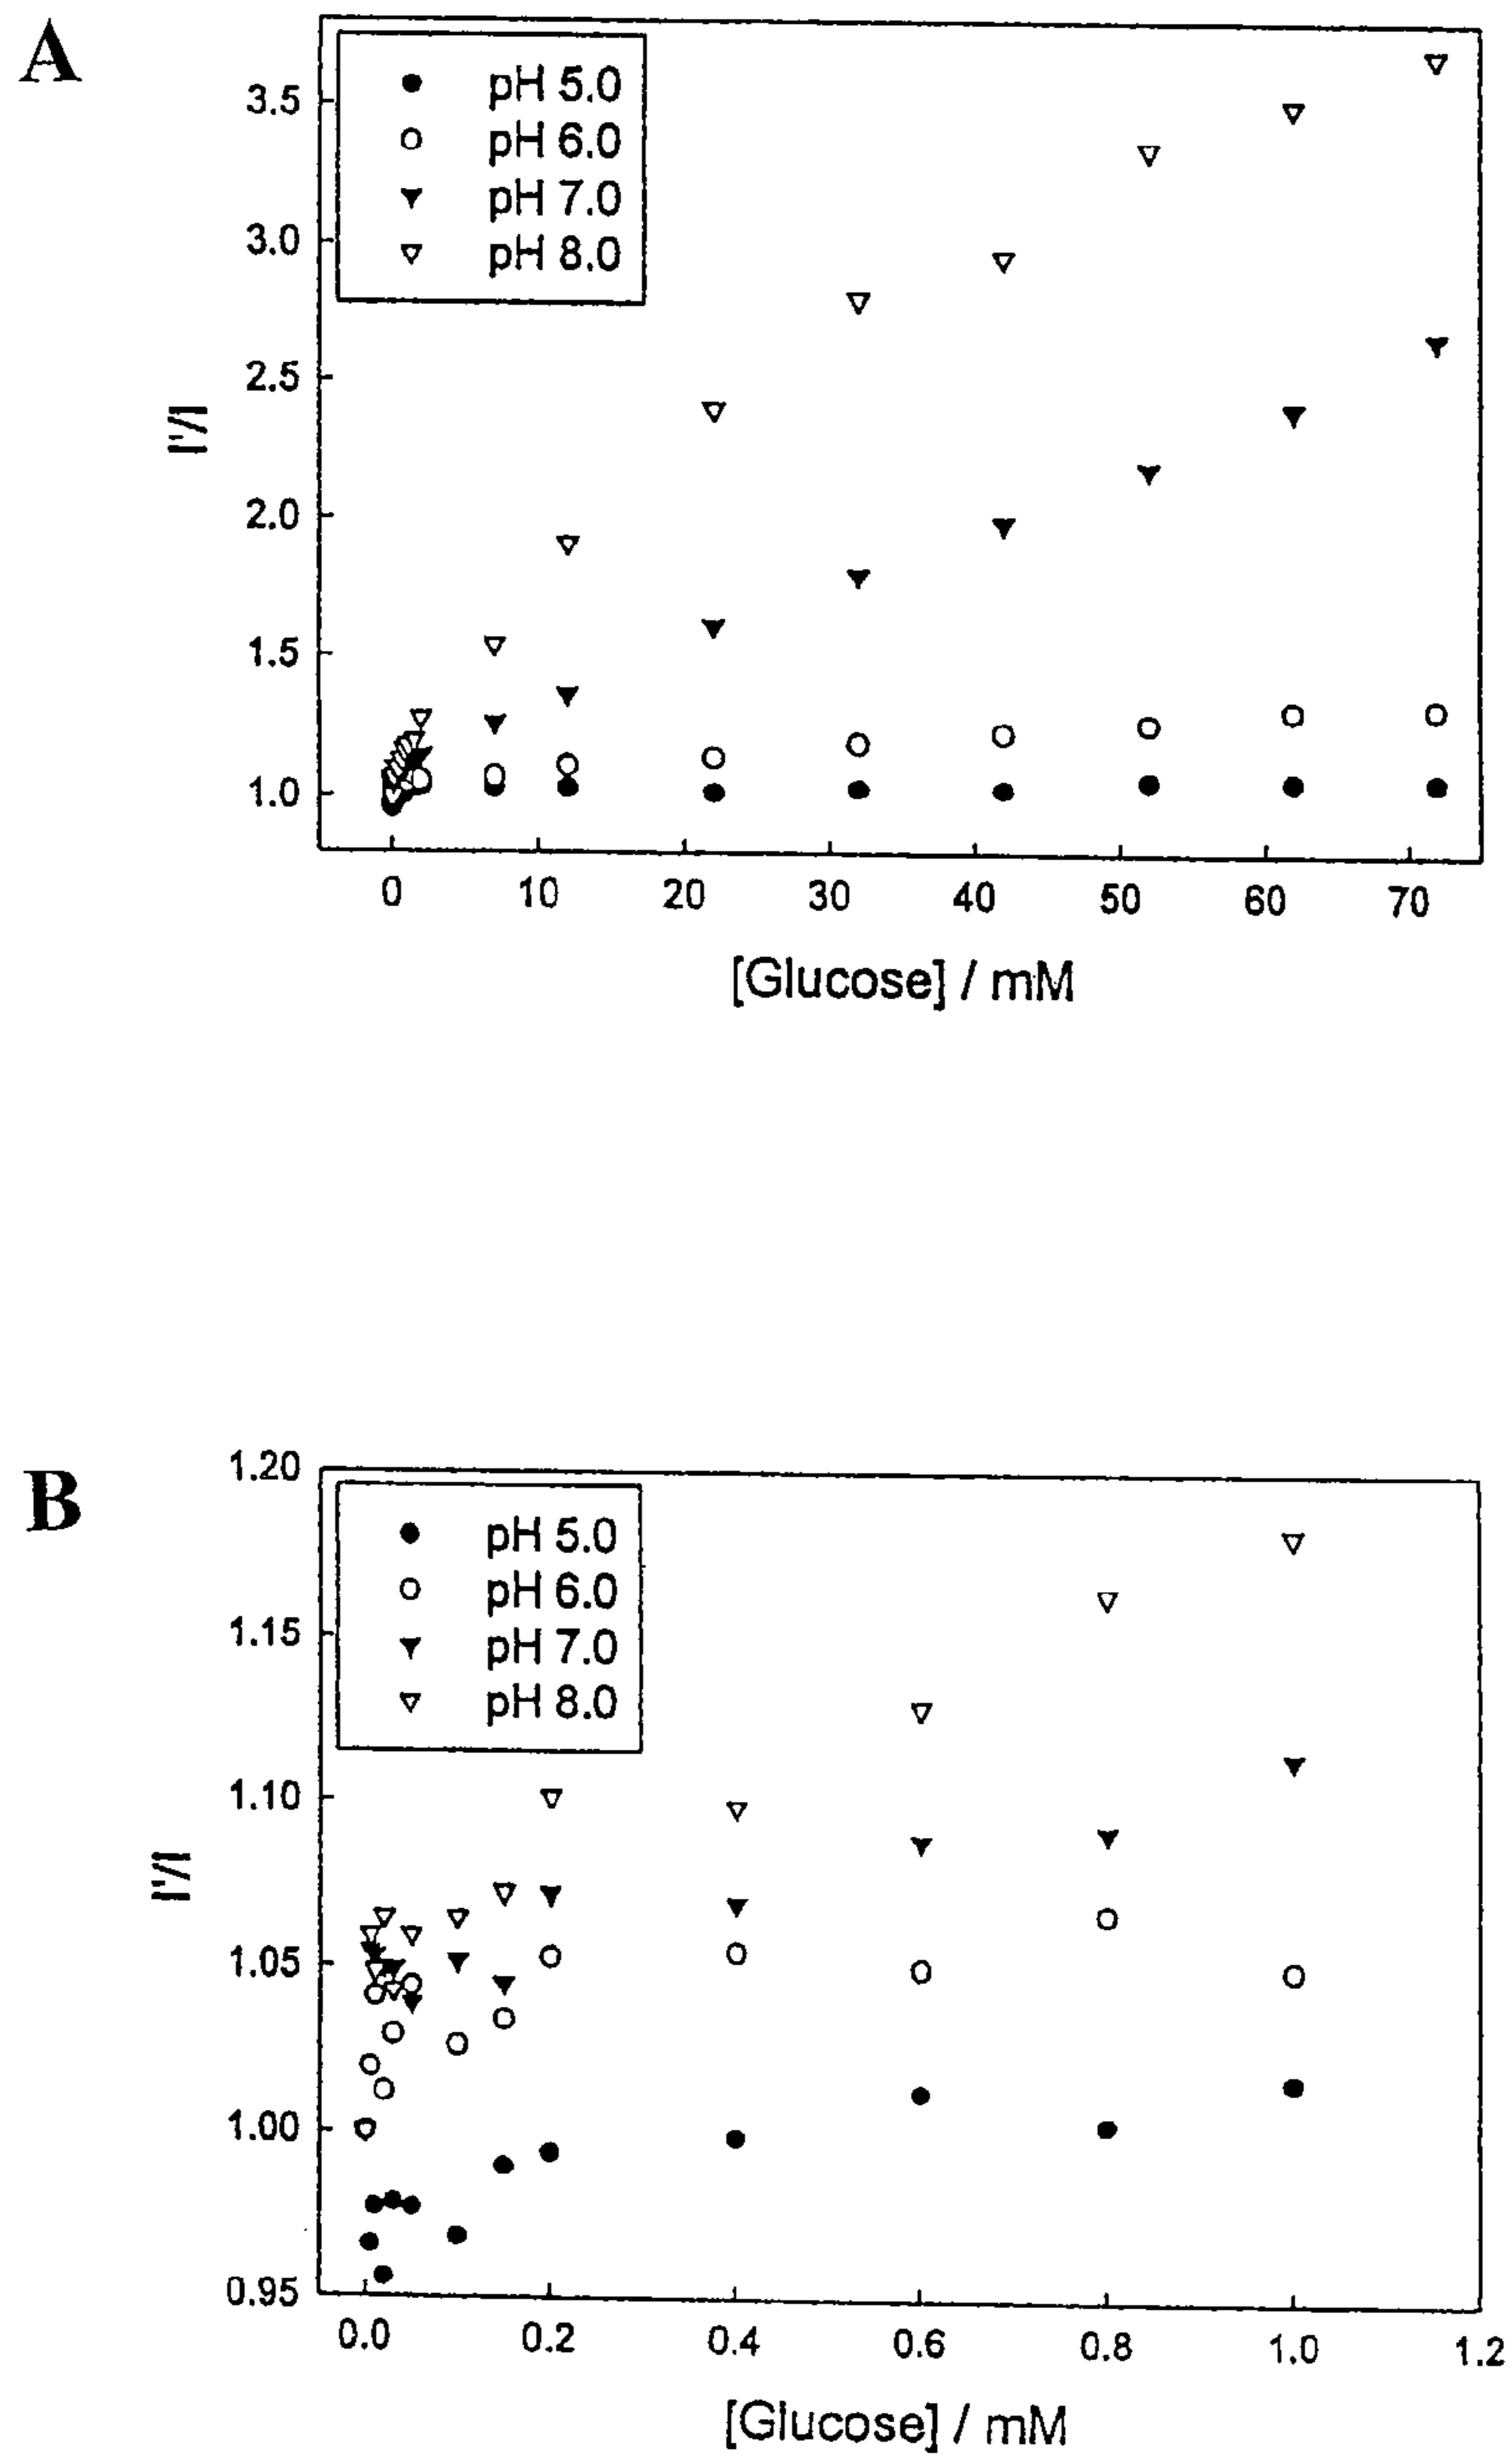 A
pH 5.0
pH 6.0
pH 7.0
pH 8.0
3.5
3.0
2.5
2.0
1.5
1.0
I'/I
0 10 20 30 40 50 60 70
[Glucose] / mM
B
pH 5.0
pH 6.0
pH 7.0
pH 8.0
1.20
1.15
1.10
1.05
1.00
0.95
I'/I
0.0 0.2 0.4 0.6 0.8 1.0 1.2
[Glucose] / mM